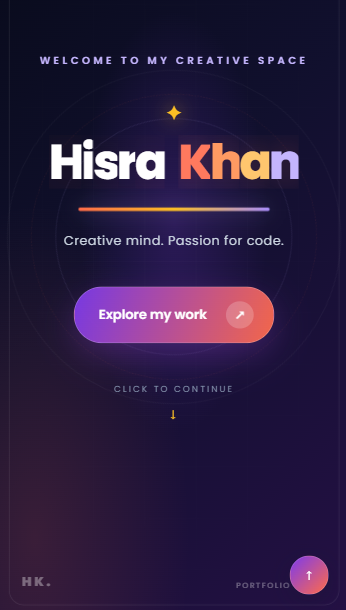 WELCOME TO MY CREATIVE SPACE
Hisra Khan
Creative mind. Passion for code.
Explore my work ↗
CLICK TO CONTINUE
↓
HK.
PORTFOLIO
↑